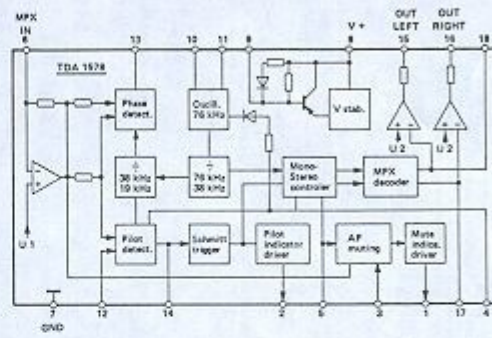 MPX
IN
6
13
10
11
9
8
V +
OUT
LEFT
15
OUT
RIGHT
16
18
TDA 1578
Phase
detect.
Oscill.
76 kHz
V stab.
U 2
U 2
÷
38 kHz
19 kHz
÷
76 kHz
38 kHz
Mono-
Stereo
controler
MPX
decoder
U 1
Pilot
detect.
Schmitt
trigger
Pilot
indicator
driver
AF
muting
Mute
indica.
driver
7
GND
12
14
2
5
3
1
17
4